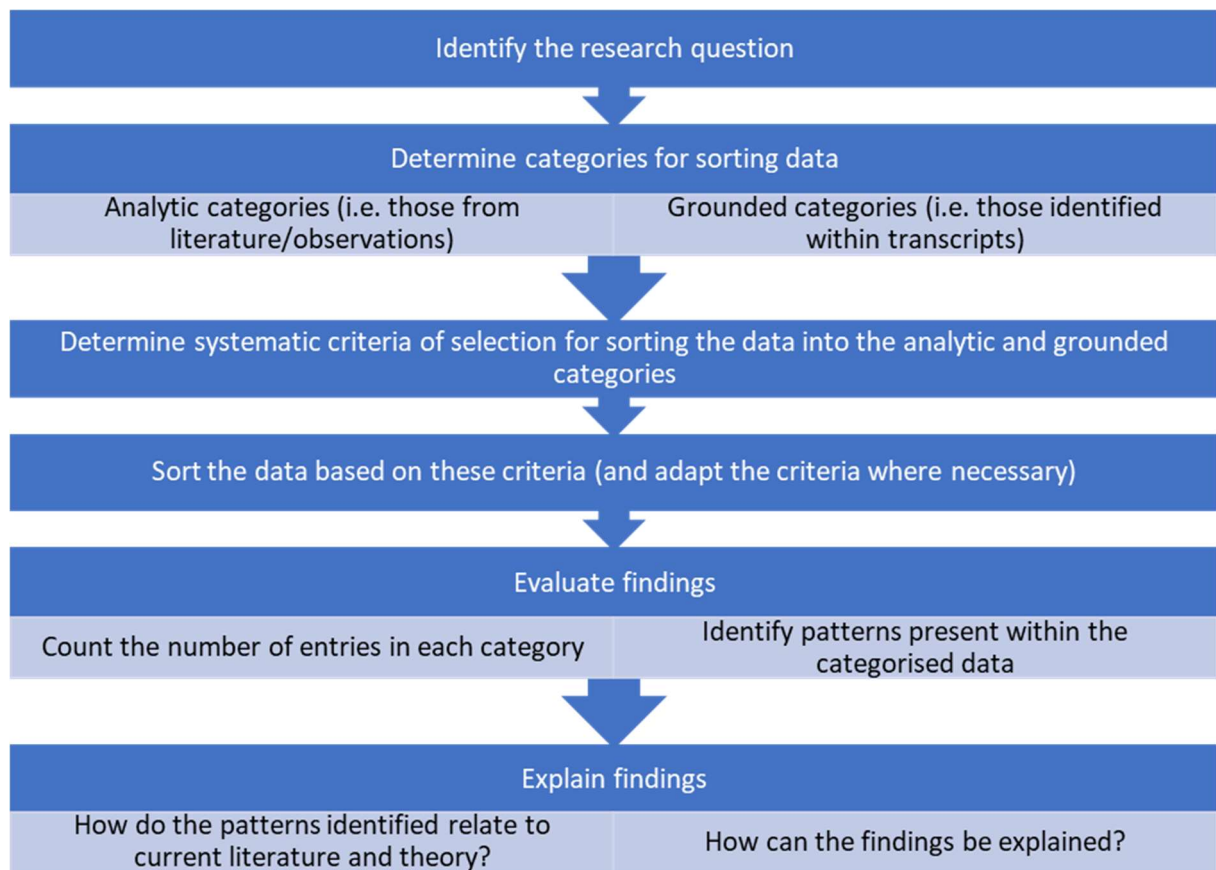 Identify the research question
Determine categories for sorting data
Analytic categories (i.e. those from
literature/observations)
Grounded categories (i.e. those identified
within transcripts)
Determine systematic criteria of selection for sorting the data into the analytic and grounded
categories
Sort the data based on these criteria (and adapt the criteria where necessary)
Evaluate findings
Count the number of entries in each category
Identify patterns present within the
categorised data
Explain findings
How do the patterns identified relate to
current literature and theory?
How can the findings be explained?